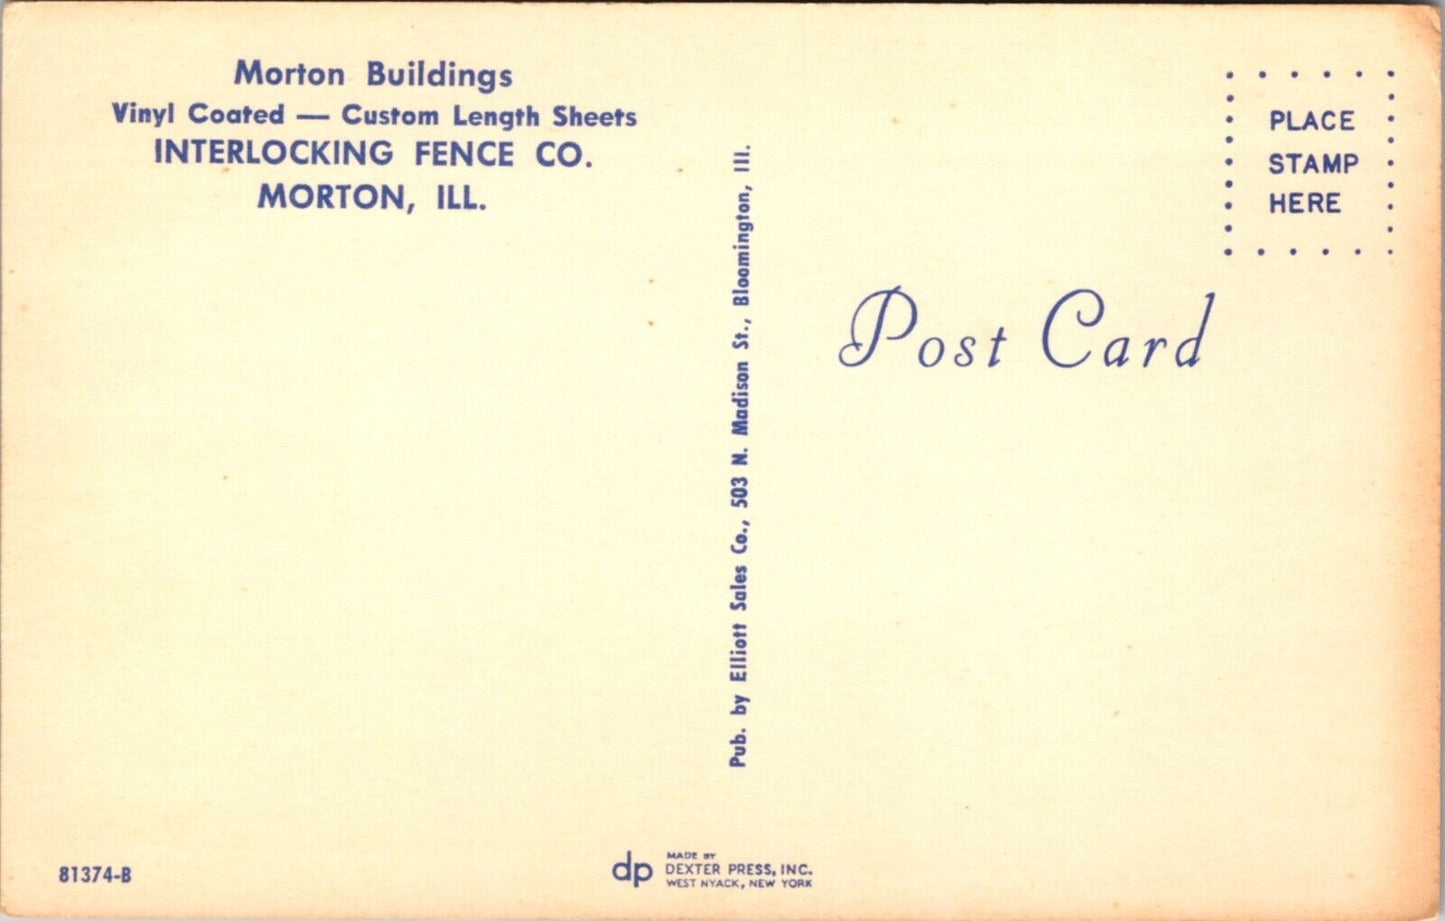 Morton Buildings
Vinyl Coated — Custom Length Sheets
INTERLOCKING FENCE CO.
MORTON, ILL.
Pub. by Elliott Sales Co., 503 N. Madison St., Bloomington, Ill.
PLACE
STAMP
HERE
Post Card
81374-B
dp
MADE BY
DEXTER PRESS, INC.
WEST NYACK, NEW YORK